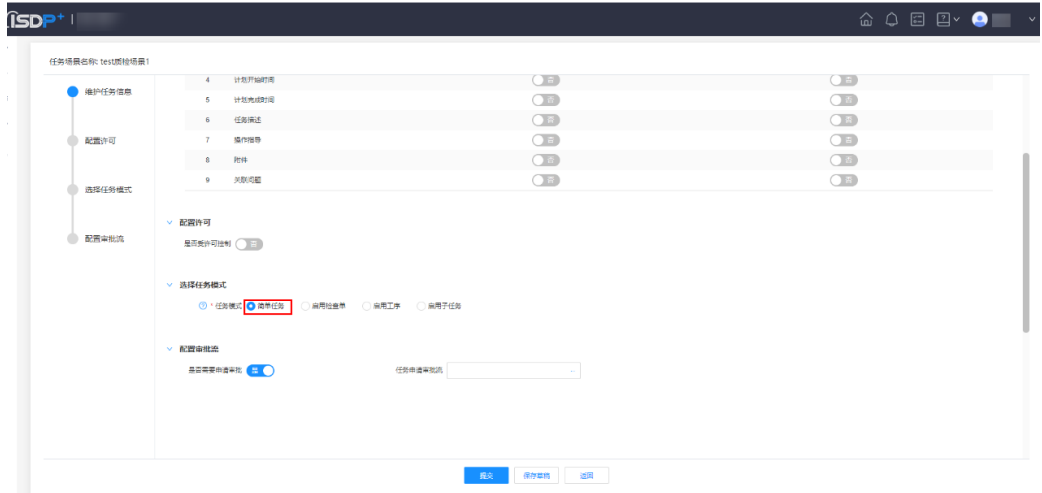 iSDP+ |
任务场景名称: test质检场景1
维护任务信息
配置许可
选择任务模式
配置审批流
4 计划开始时间 否 否
5 计划完成时间 否 否
6 任务描述 否 否
7 操作指导 否 否
8 附件 否 否
9 关联问题 否 否
配置许可
是否受许可控制 否
选择任务模式
* 任务模式 简单任务 启用检查单 启用工序 启用子任务
配置审批流
是否需要申请审批 是 任务申请审批流
提交 保存草稿 返回